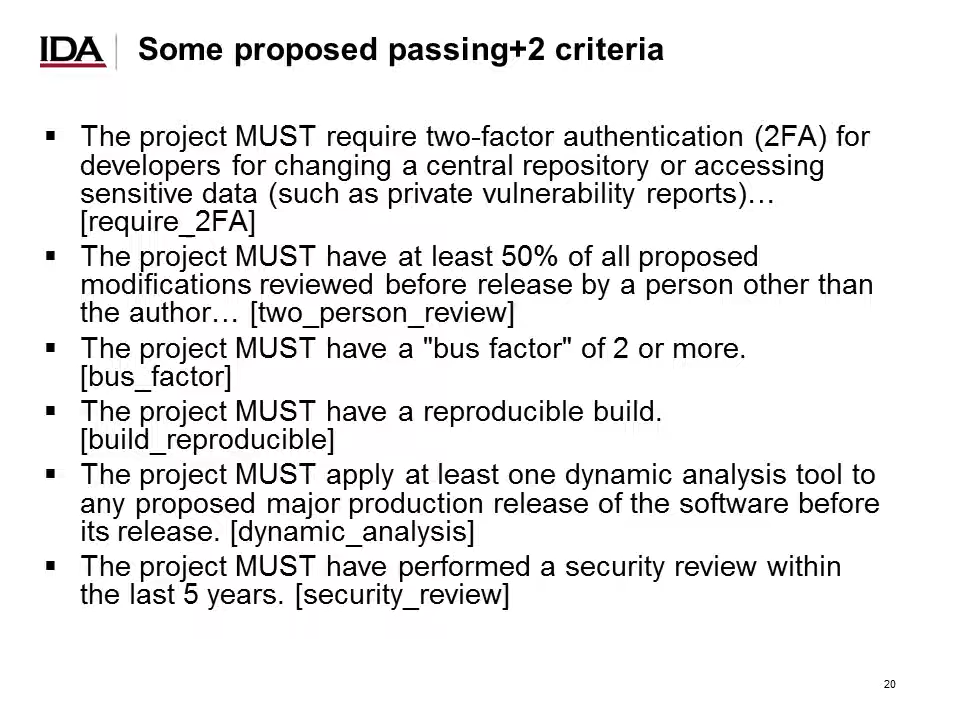 IDA
Some proposed passing+2 criteria
▪ The project MUST require two-factor authentication (2FA) for
developers for changing a central repository or accessing
sensitive data (such as private vulnerability reports)…
[require_2FA]
▪ The project MUST have at least 50% of all proposed
modifications reviewed before release by a person other than
the author… [two_person_review]
▪ The project MUST have a "bus factor" of 2 or more.
[bus_factor]
▪ The project MUST have a reproducible build.
[build_reproducible]
▪ The project MUST apply at least one dynamic analysis tool to
any proposed major production release of the software before
its release. [dynamic_analysis]
▪ The project MUST have performed a security review within
the last 5 years. [security_review]
20